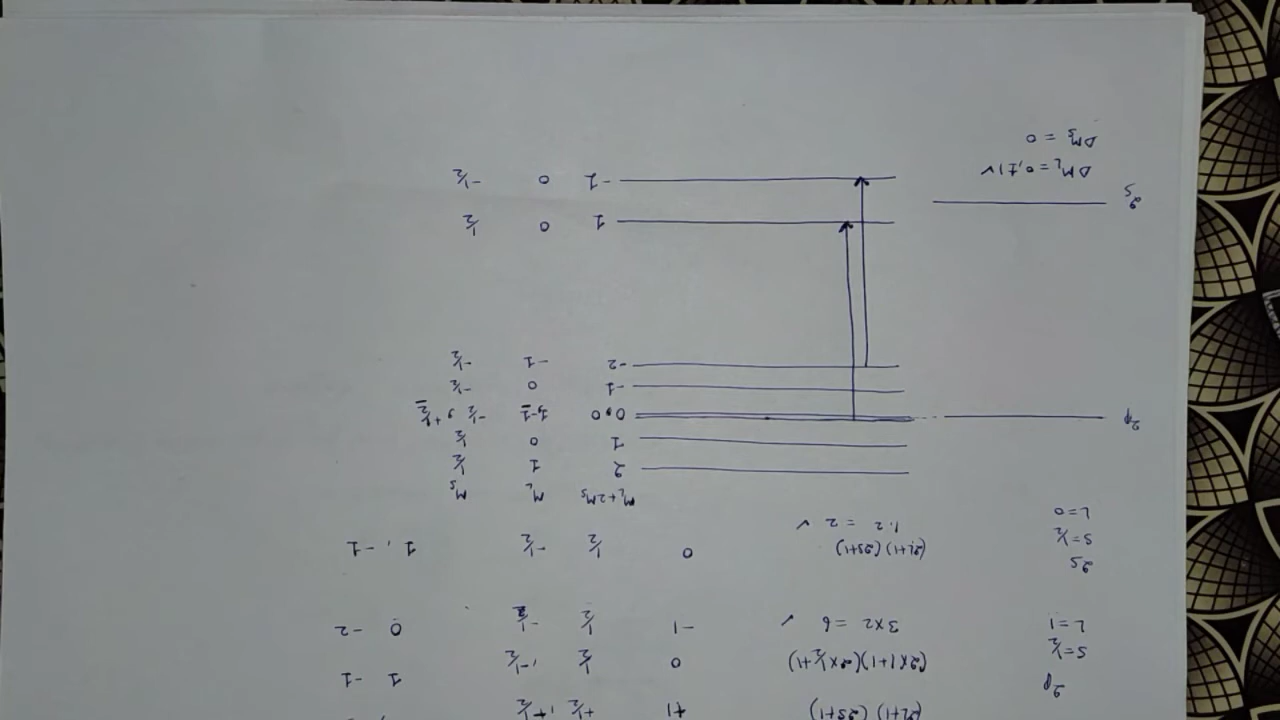 (2L+1) (2S+1) +1 +½, +½
²P 1 -1
S=½ (2×1+1)(2×½+1) 0 ½, -½
L=1 3×2 = 6 ✓ -1 ½ -½ 0 -2
²S
S=½ (2L+1) (2S+1) 0 ½ -½ 1, -1
L=0 1.2 = 2 ✓
M_L+2M_S M_L M_S
2 1 ½
1 0 ½
²P 0,0 1,-1 -½, +½
-1 0 -½
-2 -1 -½
1 0 ½
²S -1 0 -½
ΔM_L = 0, ±1 ✓
ΔM_S = 0